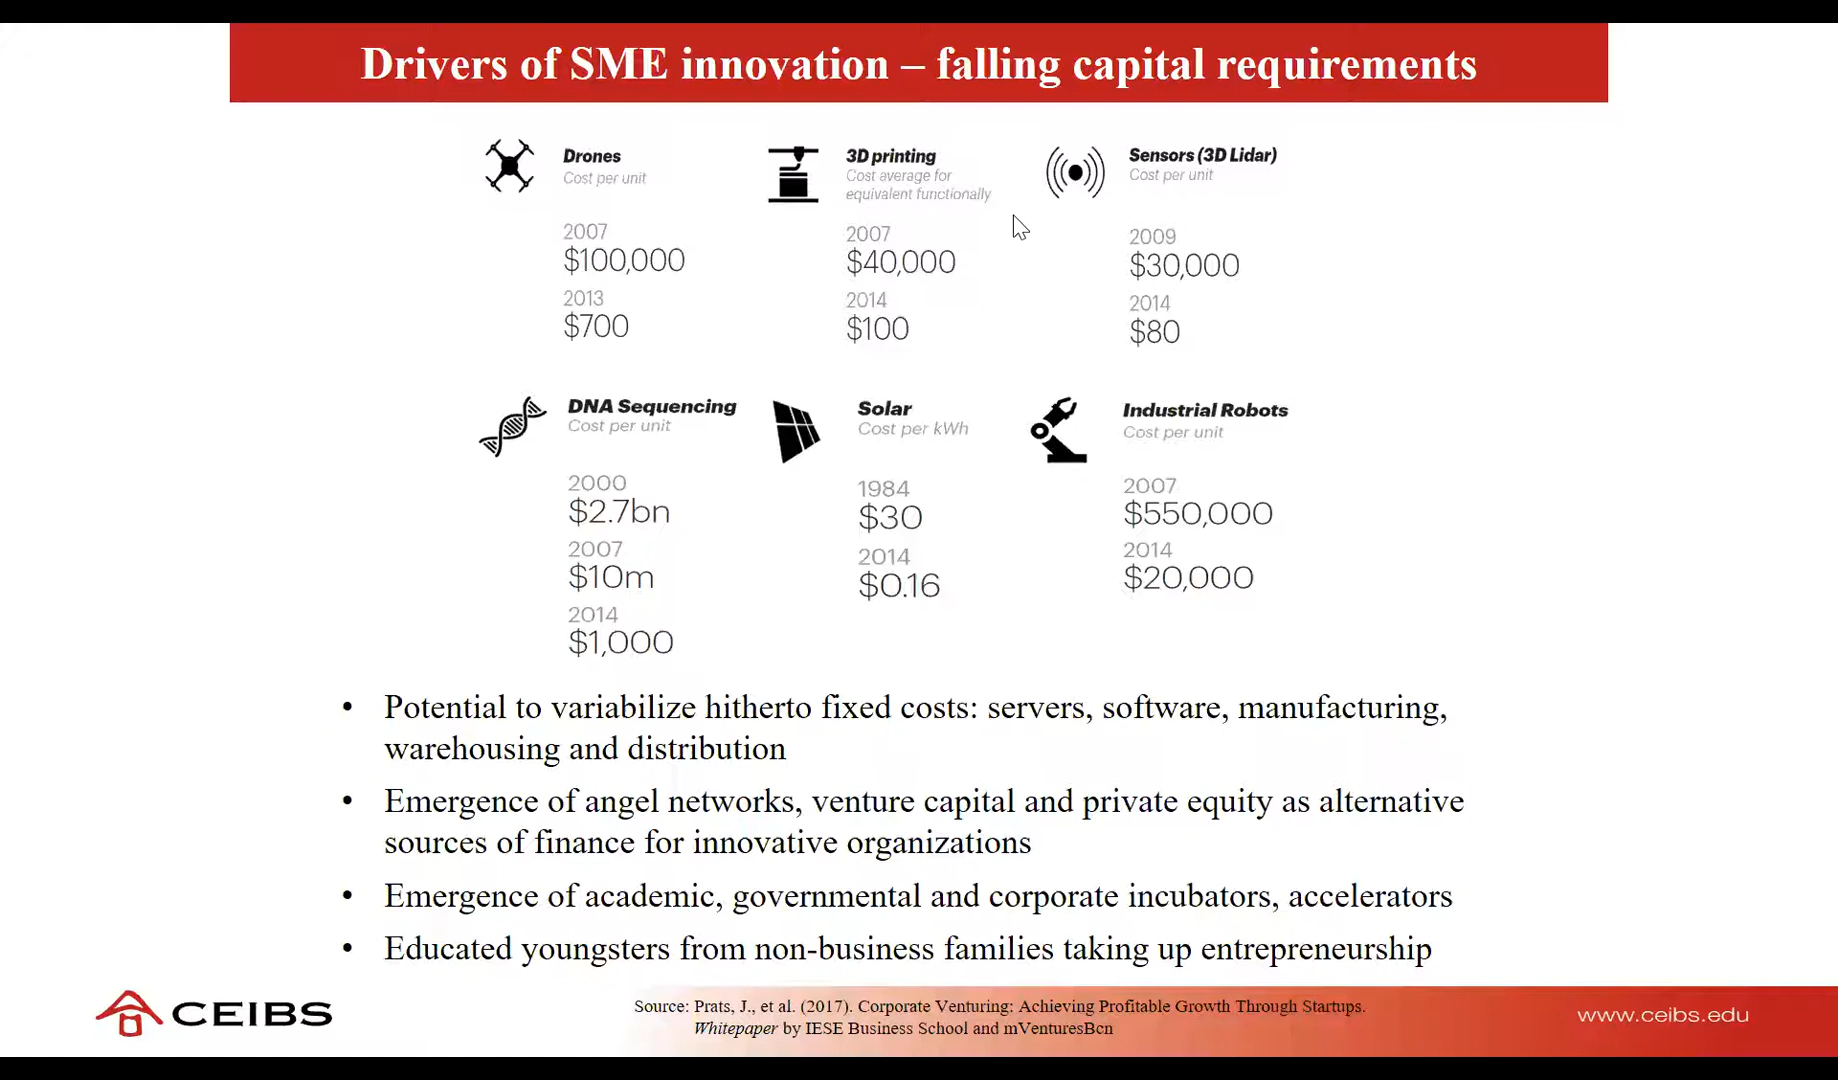 Drivers of SME innovation – falling capital requirements
Drones
Cost per unit
2007
$100,000
2013
$700
3D printing
Cost average for
equivalent functionally
2007
$40,000
2014
$100
Sensors (3D Lidar)
Cost per unit
2009
$30,000
2014
$80
DNA Sequencing
Cost per unit
2000
$2.7bn
2007
$10m
2014
$1,000
Solar
Cost per kWh
1984
$30
2014
$0.16
Industrial Robots
Cost per unit
2007
$550,000
2014
$20,000
• Potential to variabilize hitherto fixed costs: servers, software, manufacturing,
warehousing and distribution
• Emergence of angel networks, venture capital and private equity as alternative
sources of finance for innovative organizations
• Emergence of academic, governmental and corporate incubators, accelerators
• Educated youngsters from non-business families taking up entrepreneurship
CEIBS
Source: Prats, J., et al. (2017). Corporate Venturing: Achieving Profitable Growth Through Startups.
Whitepaper by IESE Business School and mVenturesBcn
www.ceibs.edu